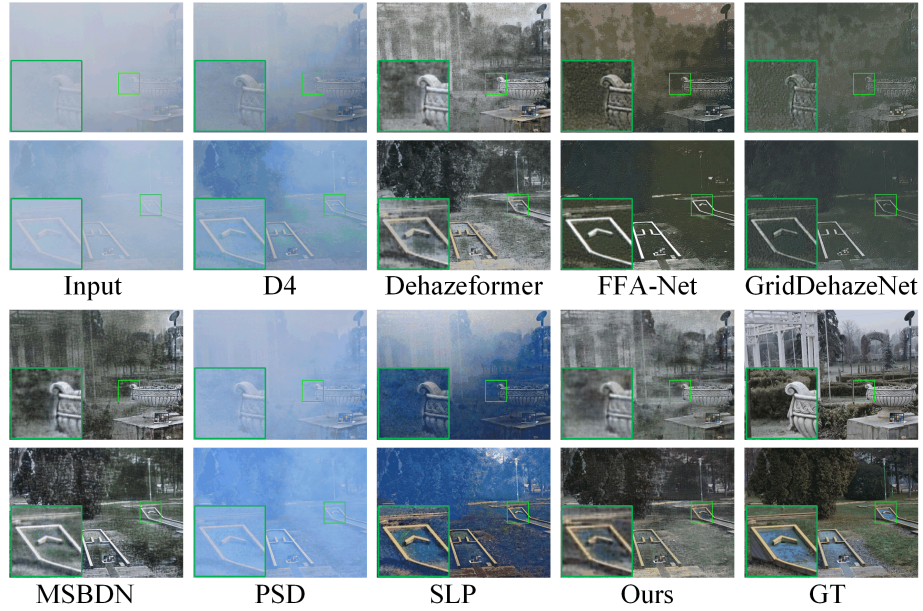 Input D4 Dehazeformer FFA-Net GridDehazeNet
MSBDN PSD SLP Ours GT